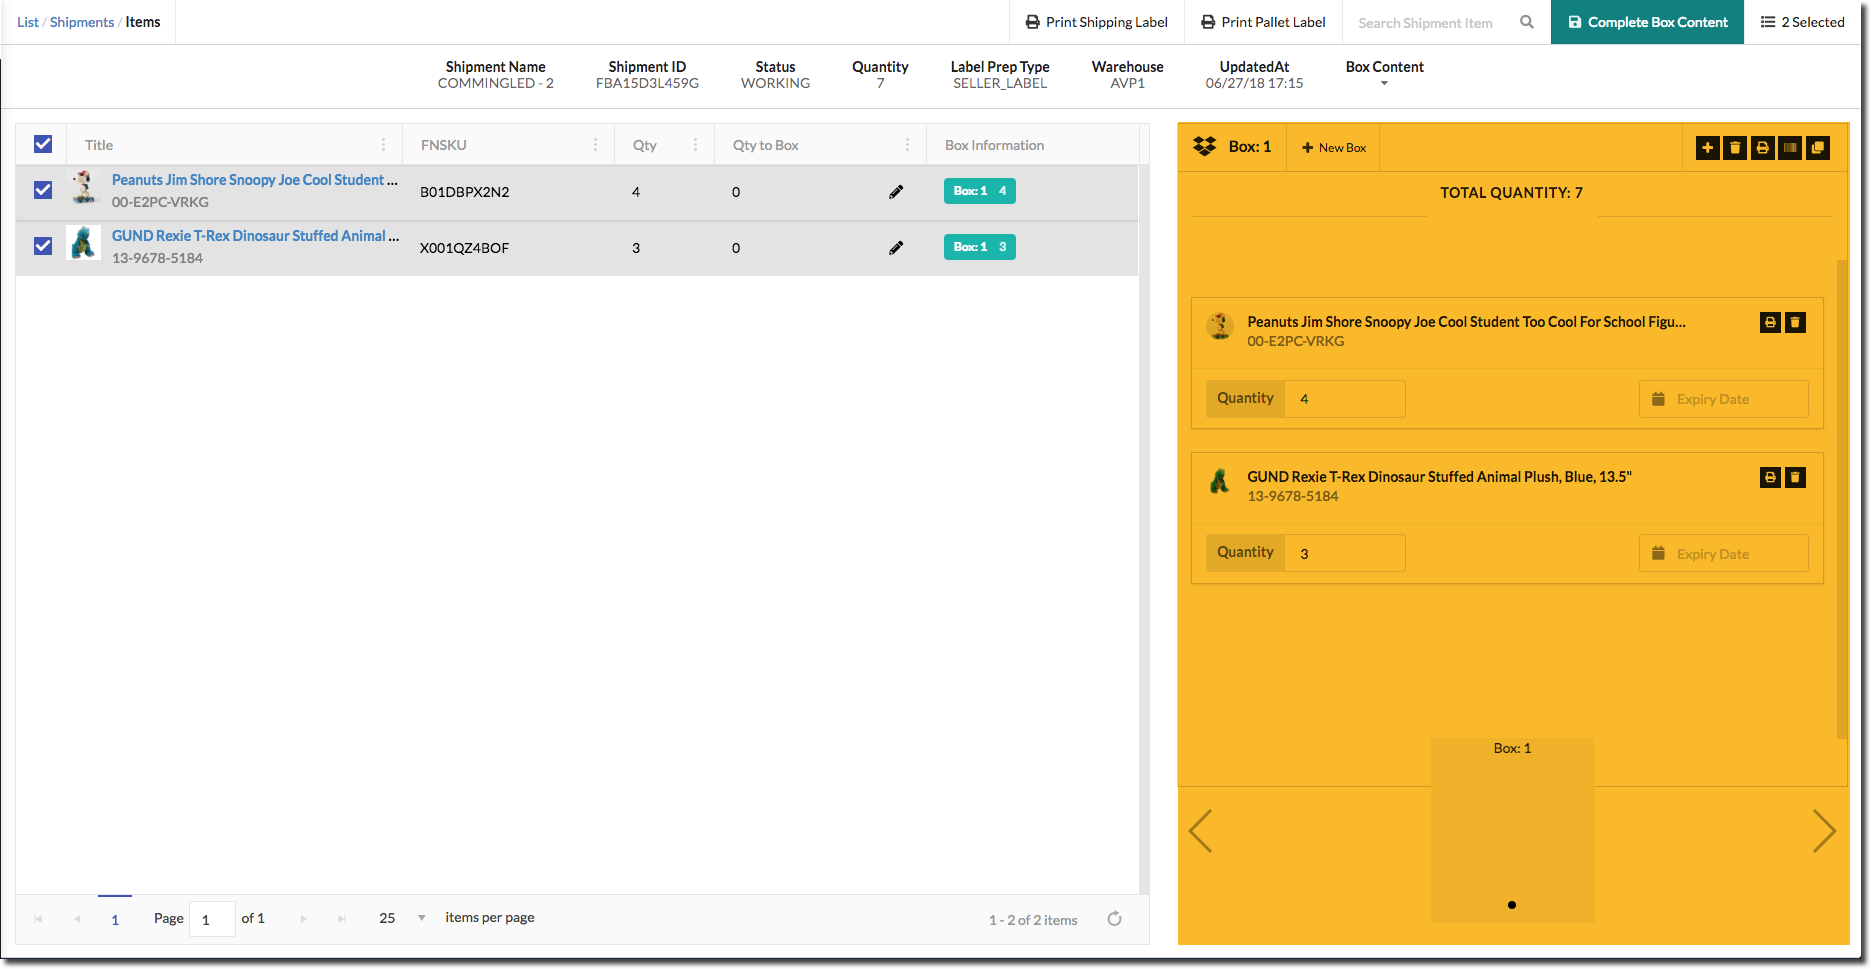 List / Shipments / Items
Print Shipping Label
Print Pallet Label
Search Shipment Item
Complete Box Content
2 Selected
Shipment Name
COMMINGLED - 2
Shipment ID
FBA15D3L459G
Status
WORKING
Quantity
7
Label Prep Type
SELLER_LABEL
Warehouse
AVP1
UpdatedAt
06/27/18 17:15
Box Content
Title
FNSKU
Qty
Qty to Box
Box Information
Peanuts Jim Shore Snoopy Joe Cool Student ...
00-E2PC-VRKG
B01DBPX2N2
4
0
Box: 1 4
GUND Rexie T-Rex Dinosaur Stuffed Animal ...
13-9678-5184
X001QZ4BOF
3
0
Box: 1 3
1
Page 1 of 1
25
items per page
1 - 2 of 2 items
Box: 1
New Box
TOTAL QUANTITY: 7
Peanuts Jim Shore Snoopy Joe Cool Student Too Cool For School Figu...
00-E2PC-VRKG
Quantity 4
Expiry Date
GUND Rexie T-Rex Dinosaur Stuffed Animal Plush, Blue, 13.5"
13-9678-5184
Quantity 3
Expiry Date
Box: 1